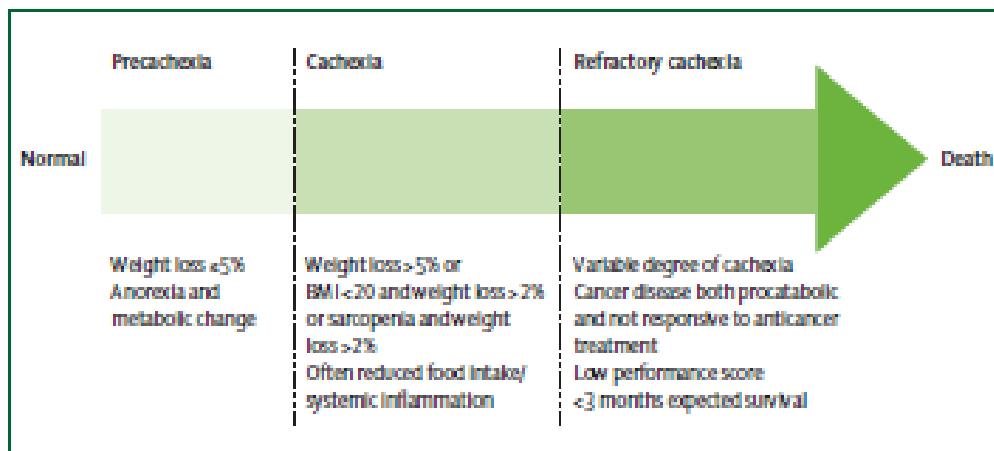 Precachexia
Cachexia
Refractory cachexia
Normal
Death
Weight loss ≤5%
Anorexia and
metabolic change
Weight loss >5% or
BMI <20 and weight loss >2%
or sarcopenia and weight
loss >2%
Often reduced food intake/
systemic inflammation
Variable degree of cachexia
Cancer disease both procatabolic
and not responsive to anticancer
treatment
Low performance score
<3 months expected survival